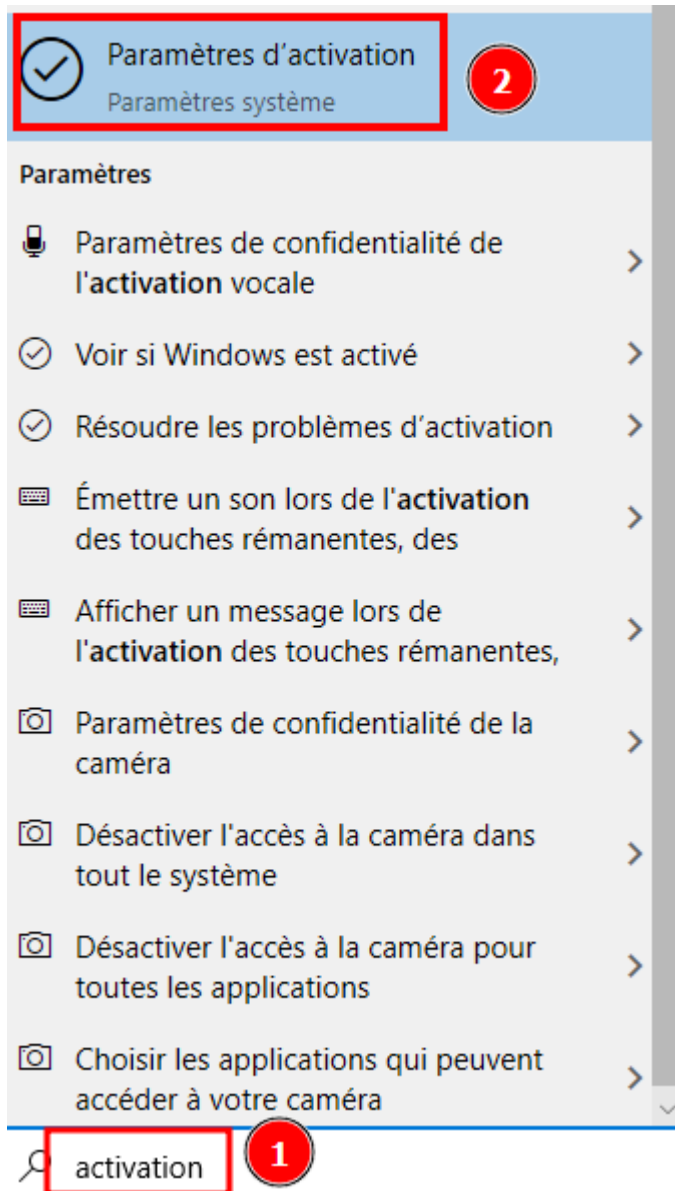 Paramètres d’activation
2
Paramètres système
Paramètres
Paramètres de confidentialité de
l'activation vocale
Voir si Windows est activé
Résoudre les problèmes d’activation
Émettre un son lors de l'activation
des touches rémanentes, des
Afficher un message lors de
l'activation des touches rémanentes,
Paramètres de confidentialité de la
caméra
Désactiver l'accès à la caméra dans
tout le système
Désactiver l'accès à la caméra pour
toutes les applications
Choisir les applications qui peuvent
accéder à votre caméra
activation
1